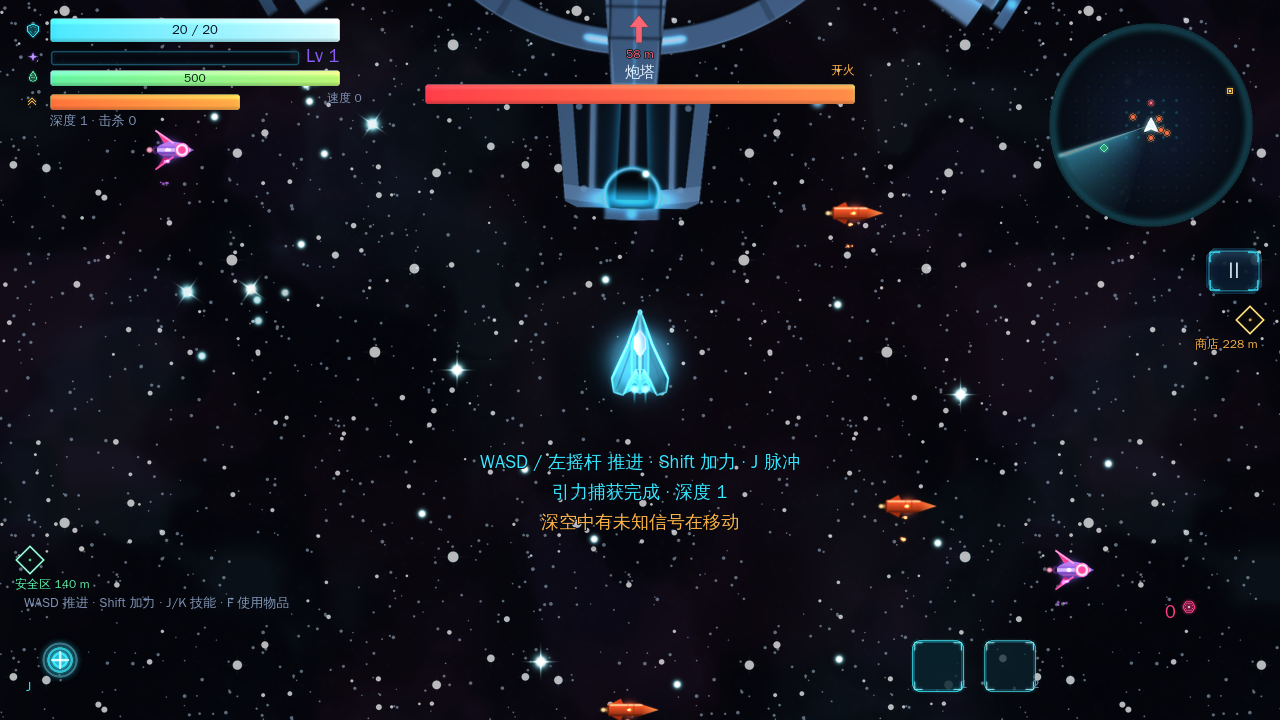 20 / 20
Lv 1
500
速度 0
深度 1 · 击杀 0
58 m
炮塔
开火
商店 228 m
WASD / 左摇杆 推进 · Shift 加力 · J 脉冲
引力捕获完成 · 深度 1
深空中有未知信号在移动
安全区 140 m
WASD 推进 · Shift 加力 · J/K 技能 · F 使用物品
0
J